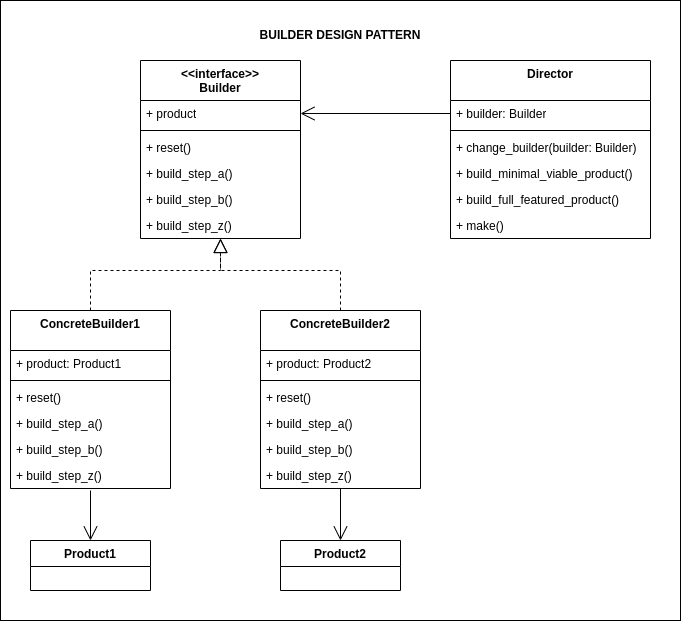 BUILDER DESIGN PATTERN
<<interface>>
Builder
+ product
+ reset()
+ build_step_a()
+ build_step_b()
+ build_step_z()
Director
+ builder: Builder
+ change_builder(builder: Builder)
+ build_minimal_viable_product()
+ build_full_featured_product()
+ make()
ConcreteBuilder1
+ product: Product1
+ reset()
+ build_step_a()
+ build_step_b()
+ build_step_z()
ConcreteBuilder2
+ product: Product2
+ reset()
+ build_step_a()
+ build_step_b()
+ build_step_z()
Product1
Product2